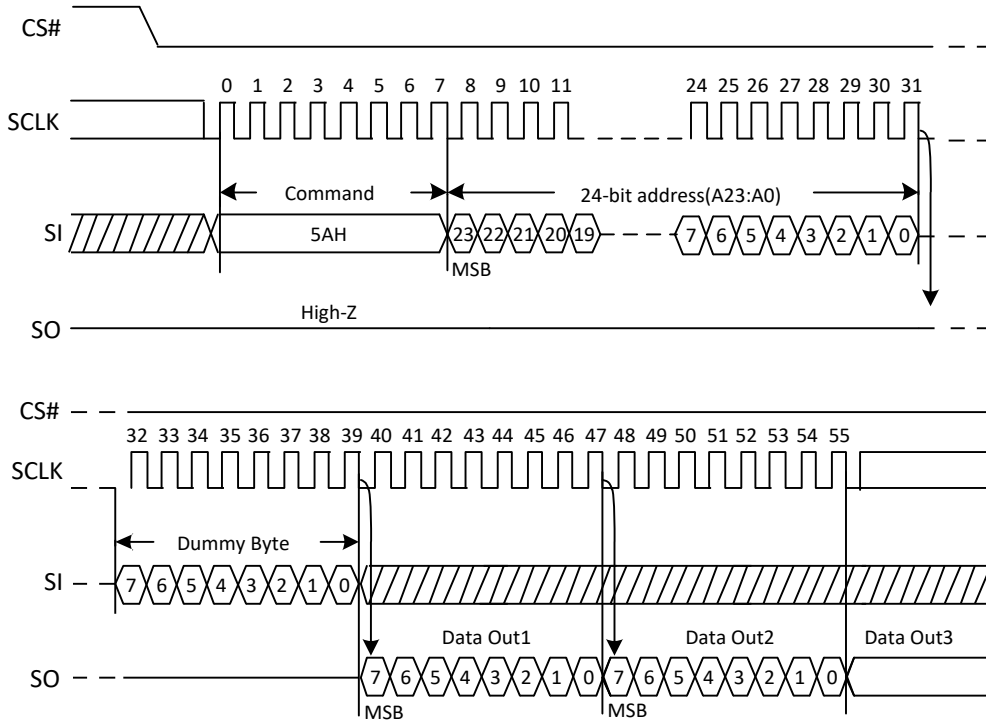 CS#
0 1 2 3 4 5 6 7 8 9 10 11 24 25 26 27 28 29 30 31
SCLK
Command 24-bit address(A23:A0)
SI 5AH 23 22 21 20 19 7 6 5 4 3 2 1 0
MSB
High-Z
SO
CS#
32 33 34 35 36 37 38 39 40 41 42 43 44 45 46 47 48 49 50 51 52 53 54 55
SCLK
Dummy Byte
SI 7 6 5 4 3 2 1 0
Data Out1 Data Out2 Data Out3
SO 7 6 5 4 3 2 1 0 7 6 5 4 3 2 1 0
MSB MSB